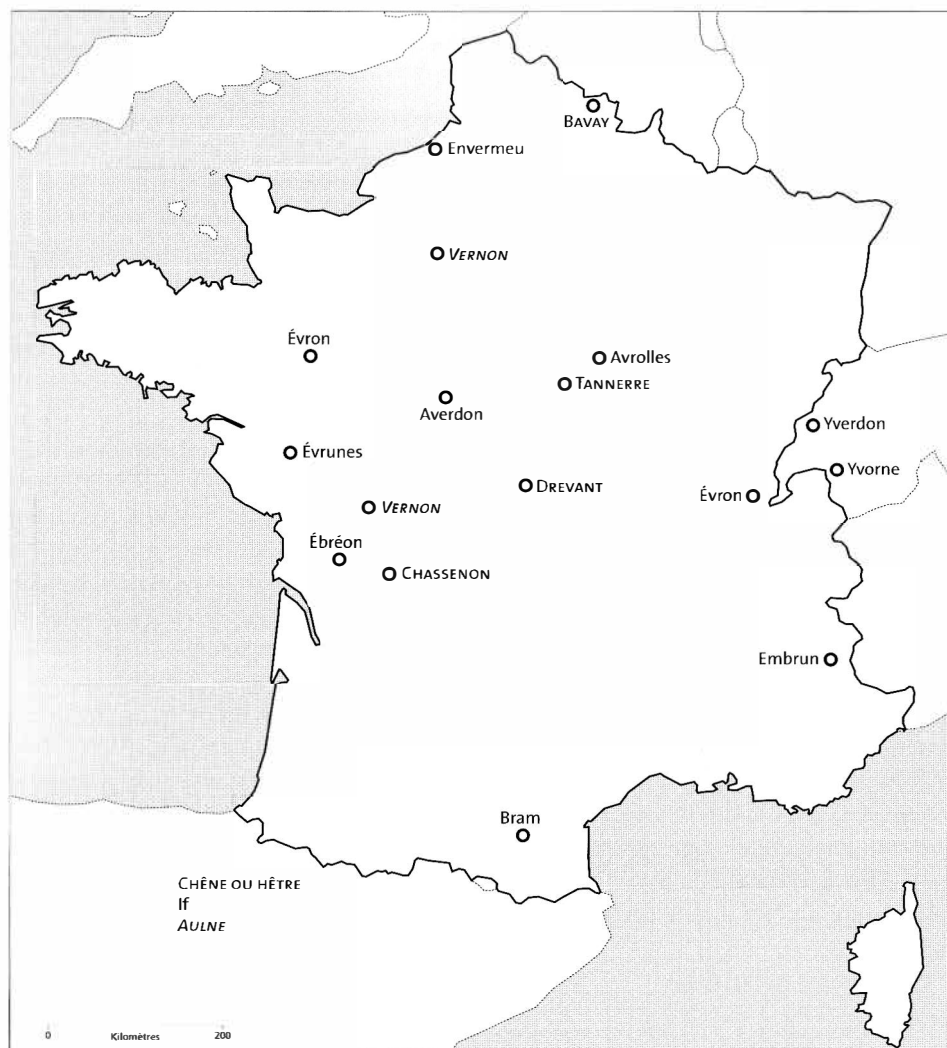 BAVAY
Envermeu
VERNON
Évron
Avrolles
TANNERRE
Averdon
Yverdon
Évrunes
Yvorne
DREVANT
Évron
VERNON
Ébréon
CHASSENON
Embrun
Bram
CHÊNE OU HÊTRE
If
AULNE
0 Kilomètres 200